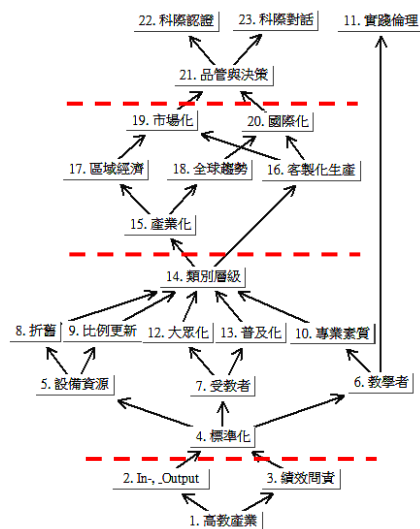 22. 科際認證
23. 科際對話
11. 實踐倫理
21. 品管與決策
19. 市場化
20. 國際化
17. 區域經濟
18. 全球趨勢
16. 客製化生產
15. 產業化
14. 類別層級
8. 折舊
9. 比例更新
12. 大眾化
13. 普及化
10. 專業素質
5. 設備資源
7. 受教者
6. 教學者
4. 標準化
2. In-, _Output
3. 績效問責
1. 高教產業